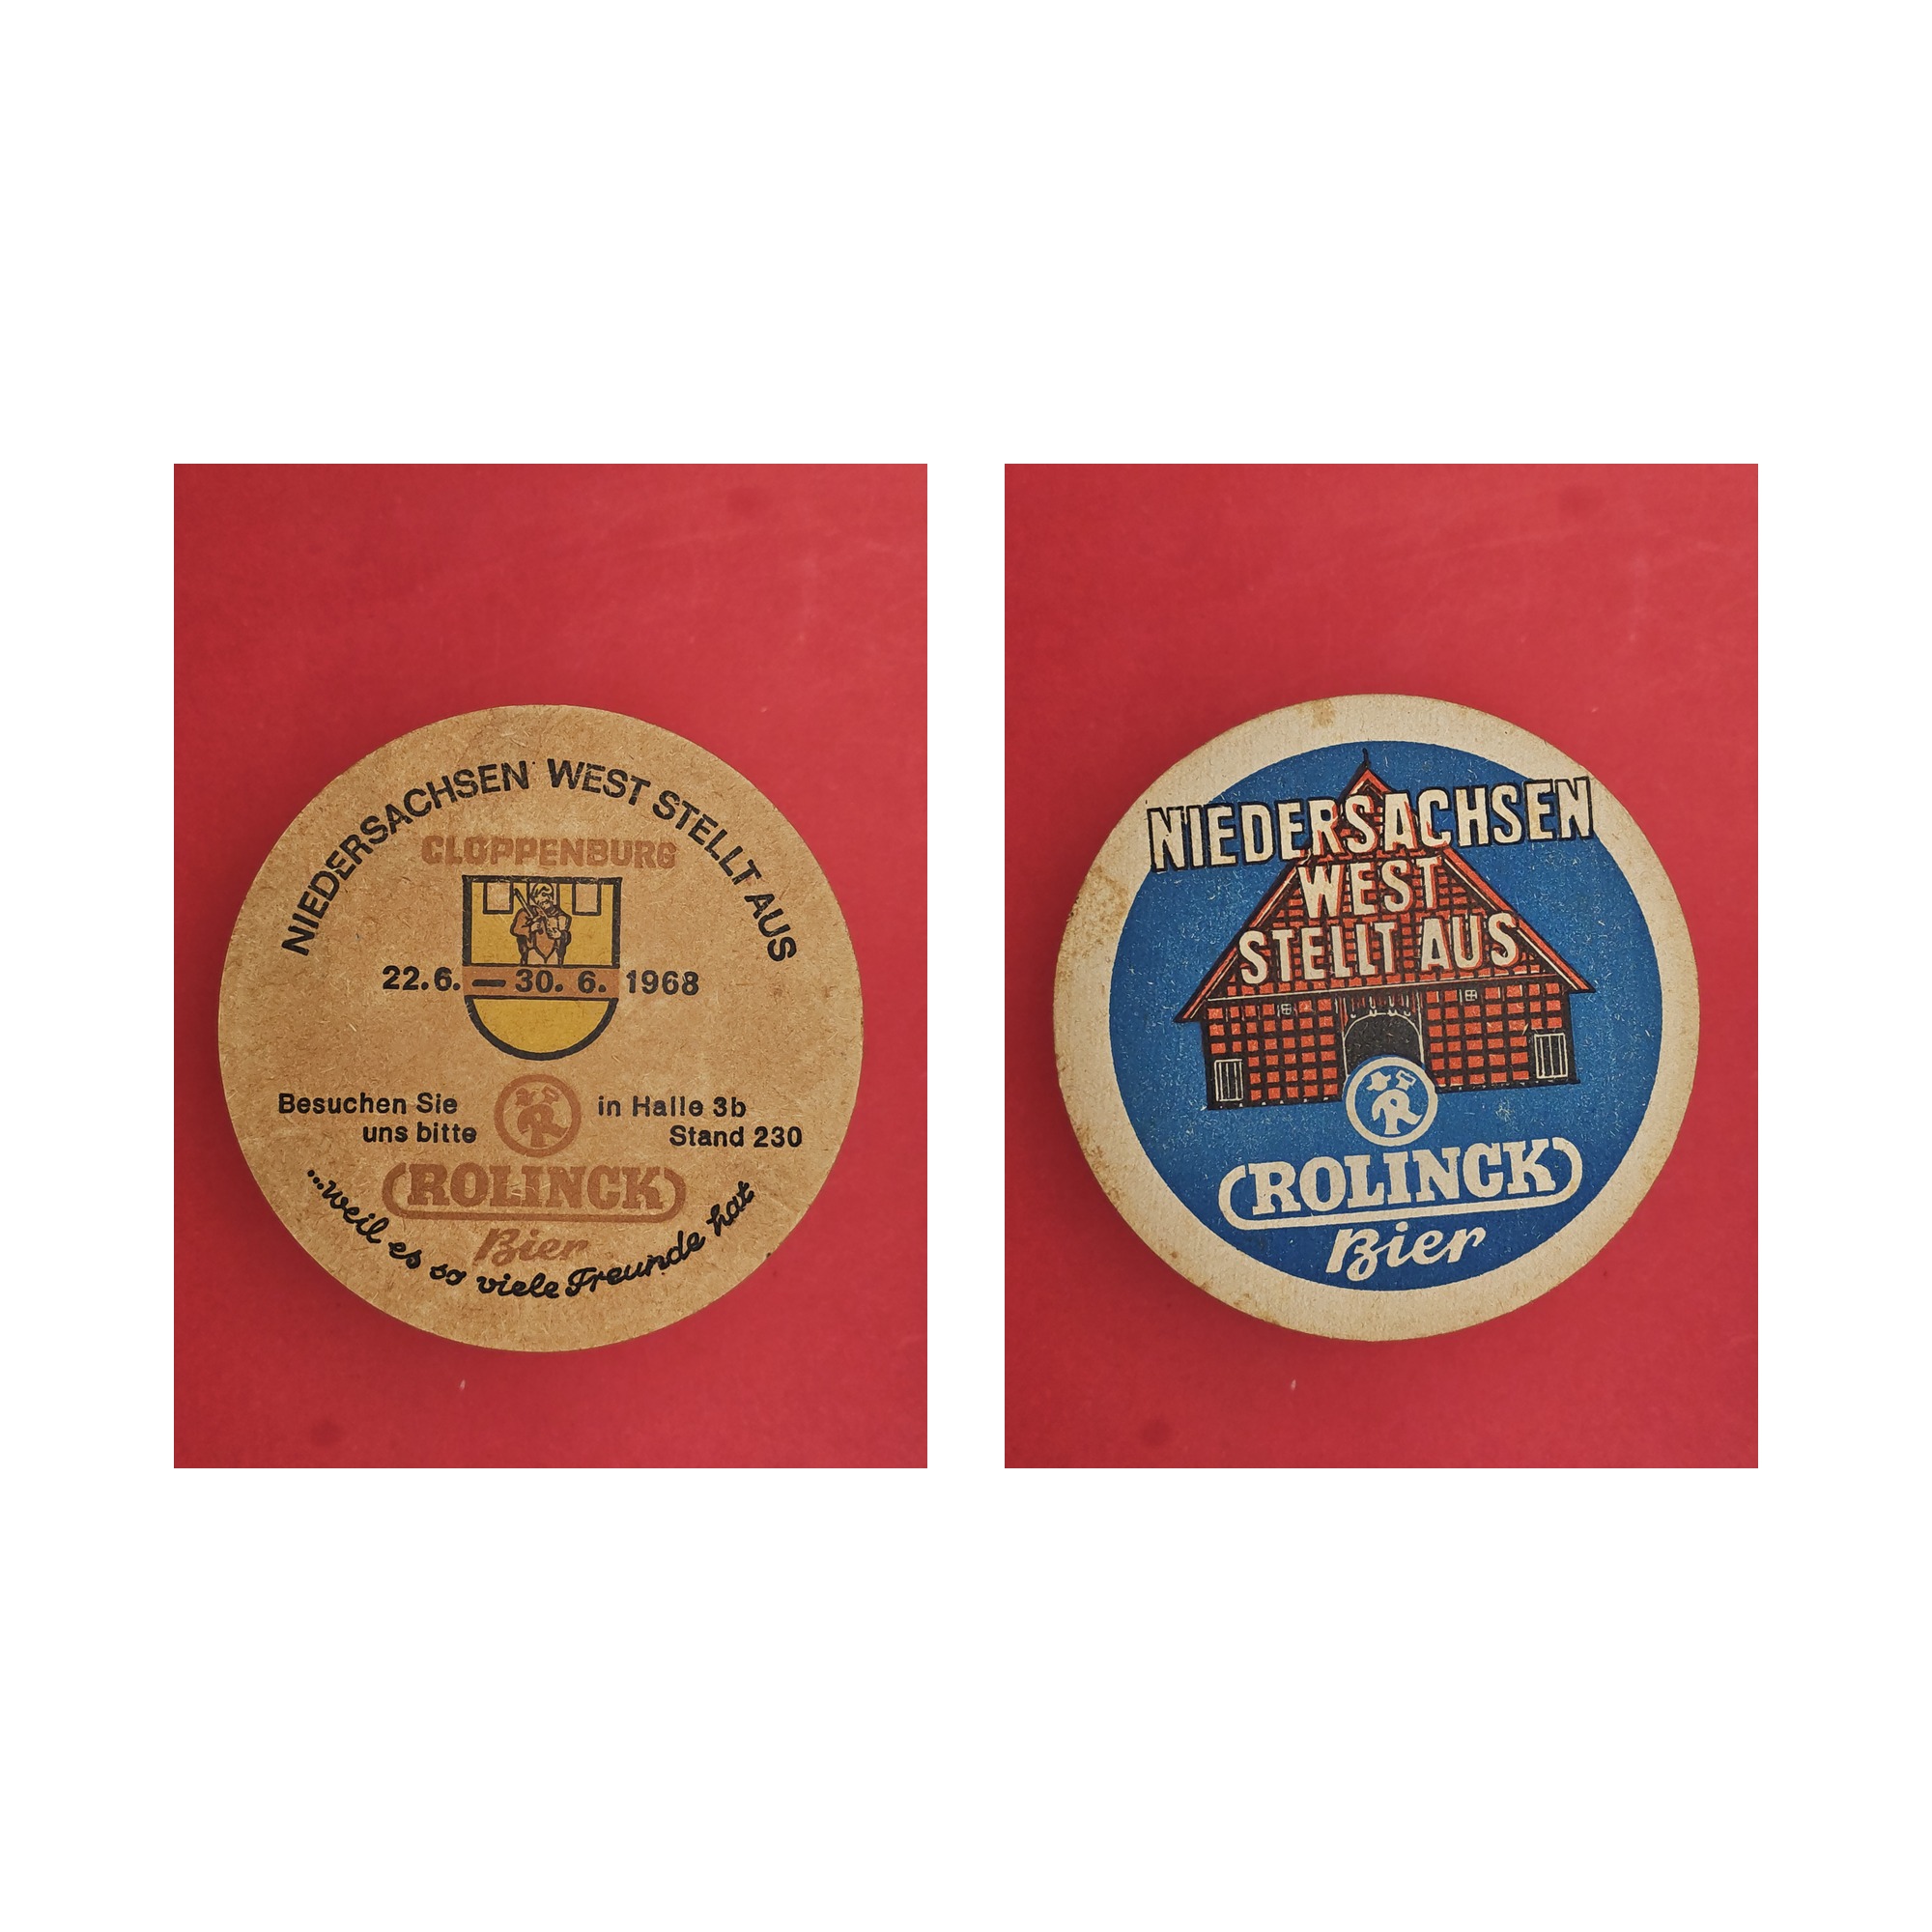 NIEDERSACHSEN WEST STELLT AUS
CLOPPENBURG
22.6. — 30. 6. 1968
Besuchen Sie
uns bitte
R
in Halle 3b
Stand 230
ROLINCK
Bier
...weil es so viele Freunde hat
NIEDERSACHSEN
WEST
STELLT AUS
R
ROLINCK
Bier